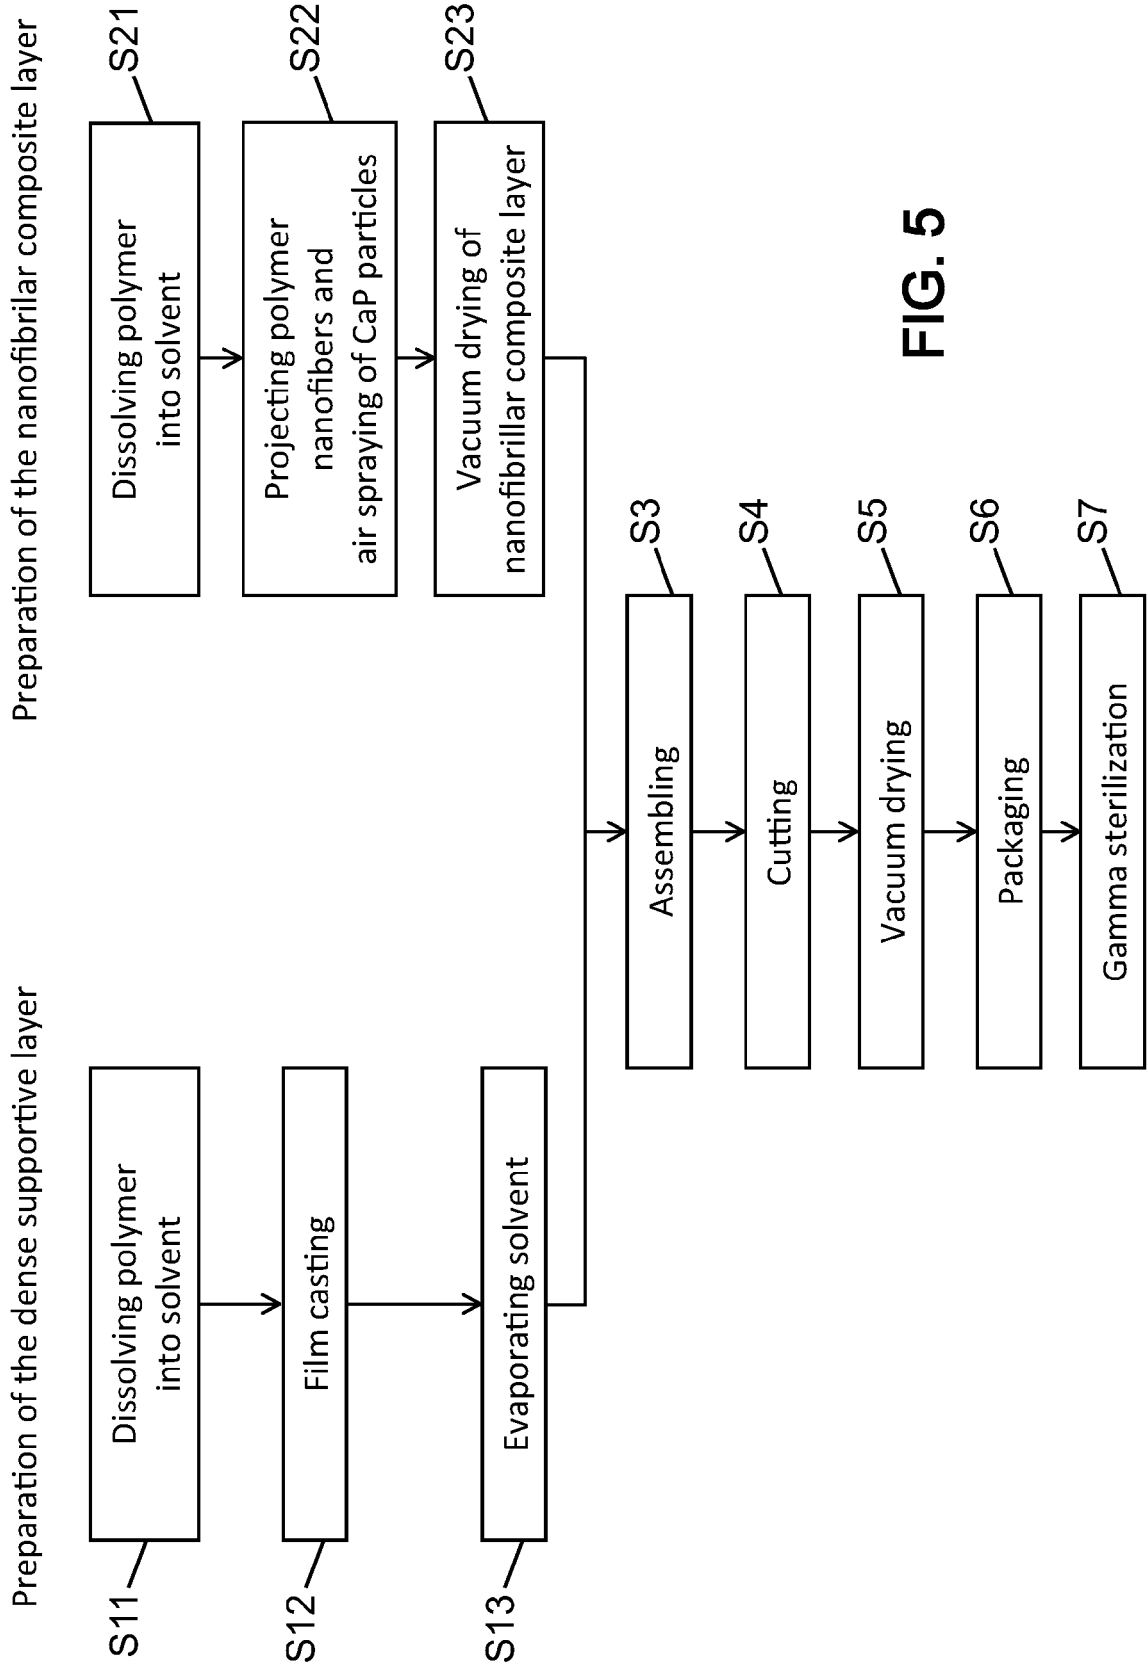 Preparation of the dense supportive layer
S11
Dissolving polymer
into solvent
S12
Film casting
S13
Evaporating solvent
Preparation of the nanofibrilar composite layer
S21
Dissolving polymer
into solvent
S22
Projecting polymer
nanofibers and
air spraying of CaP particles
S23
Vacuum drying of
nanofibrillar composite layer
S3
Assembling
S4
Cutting
S5
Vacuum drying
S6
Packaging
S7
Gamma sterilization
FIG. 5